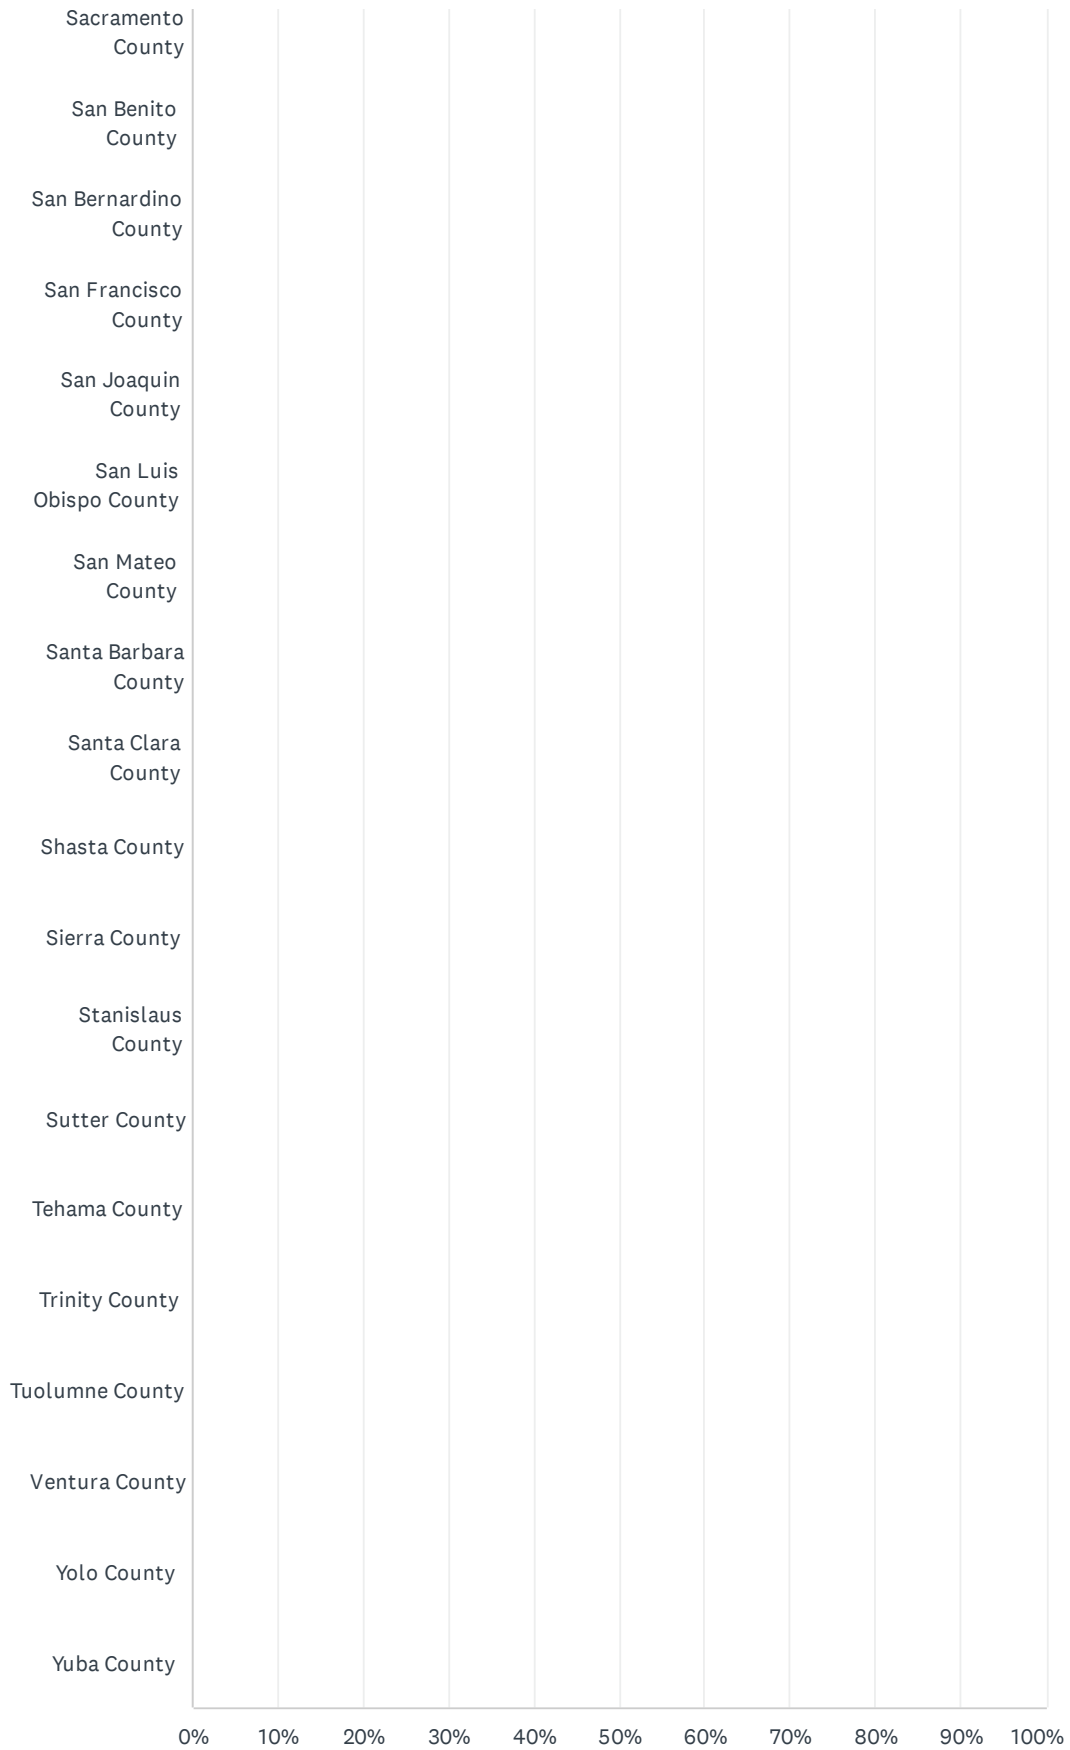 Sacramento
County
San Benito
County
San Bernardino
County
San Francisco
County
San Joaquin
County
San Luis
Obispo County
San Mateo
County
Santa Barbara
County
Santa Clara
County
Shasta County
Sierra County
Stanislaus
County
Sutter County
Tehama County
Trinity County
Tuolumne County
Ventura County
Yolo County
Yuba County
0% 10% 20% 30% 40% 50% 60% 70% 80% 90% 100%